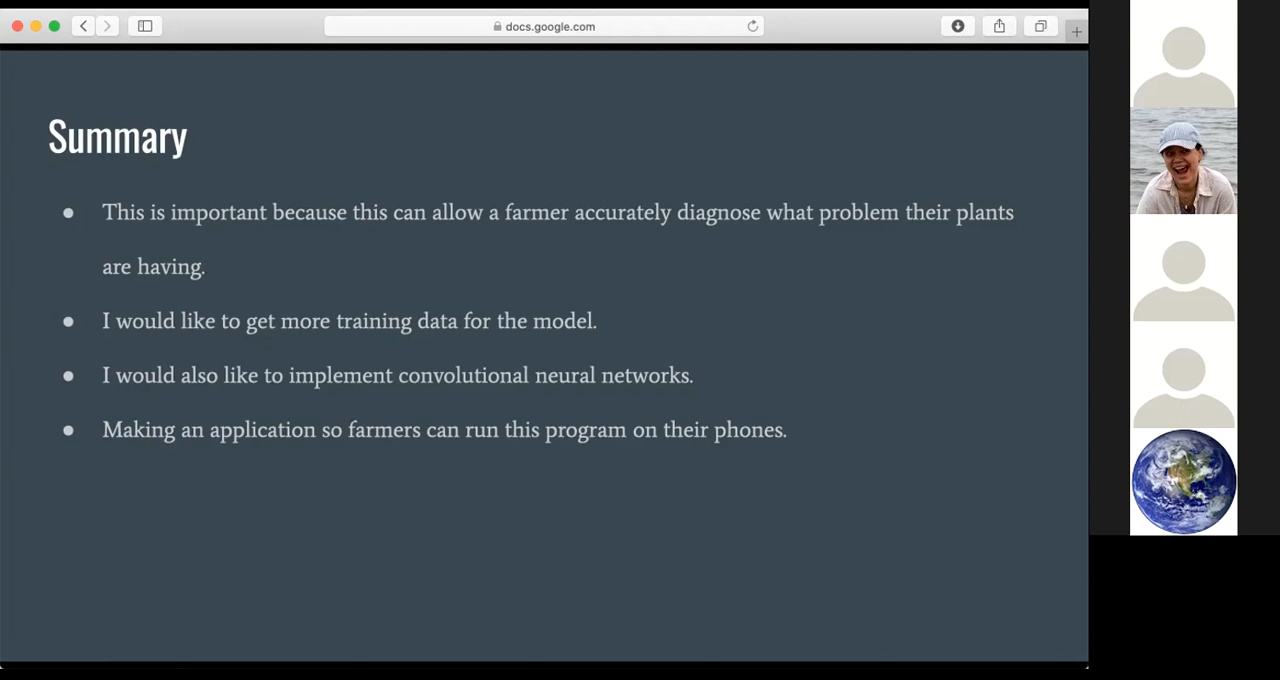 docs.google.com
Summary
● This is important because this can allow a farmer accurately diagnose what problem their plants
are having.
● I would like to get more training data for the model.
● I would also like to implement convolutional neural networks.
● Making an application so farmers can run this program on their phones.